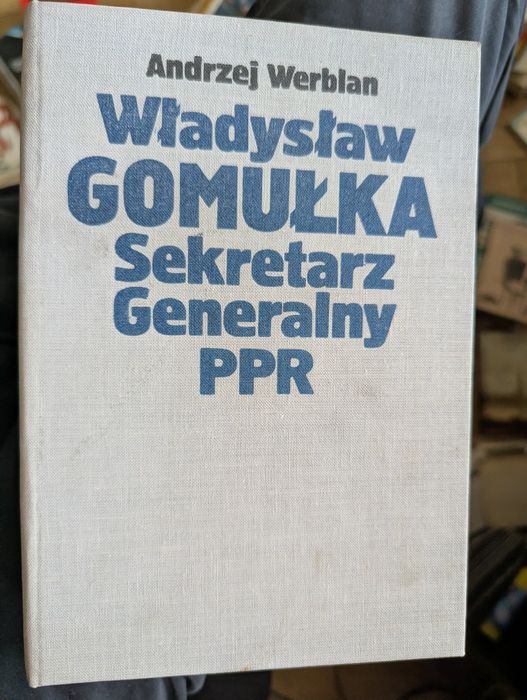 Andrzej Werblan
Władysław
GOMUŁKA
Sekretarz
Generalny
PPR